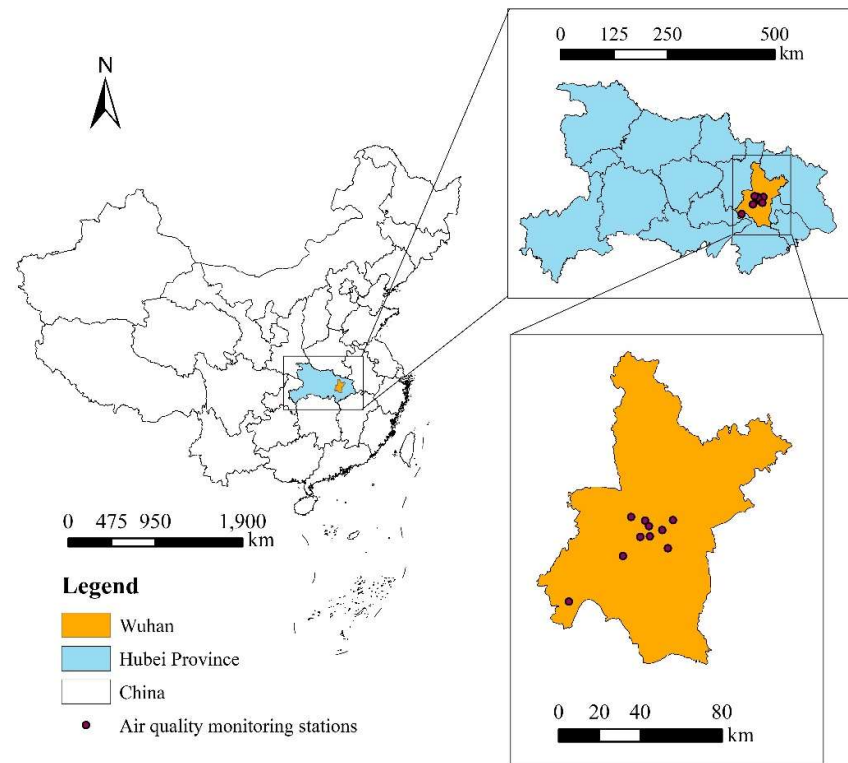 N
0 125 250 500
km
0 475 950 1,900
km
Legend
Wuhan
Hubei Province
China
Air quality monitoring stations
0 20 40 80
km